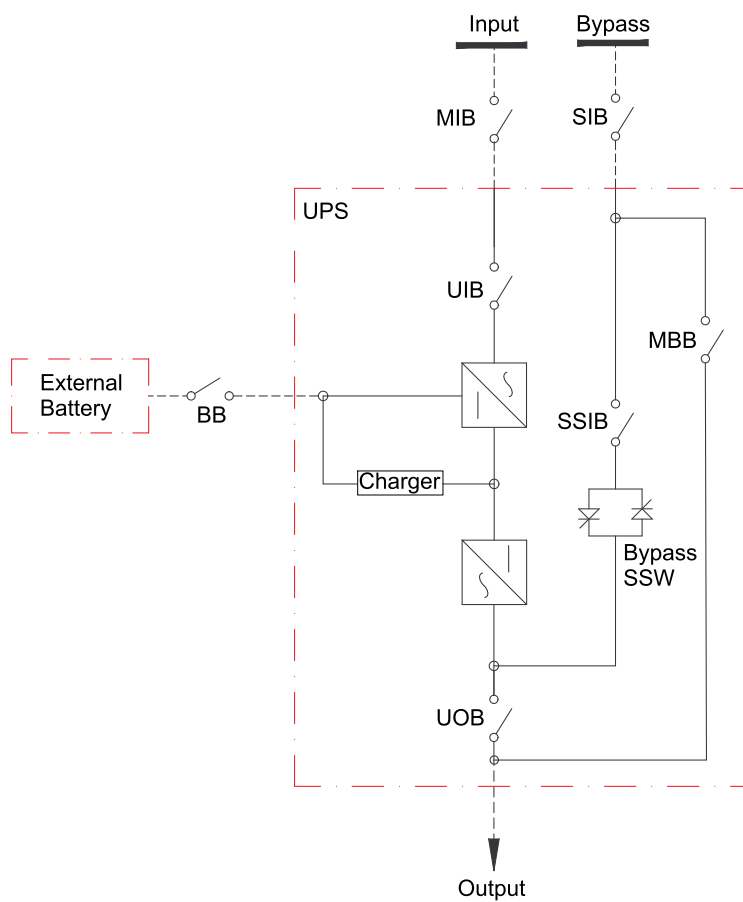 Input
Bypass
MIB
SIB
UPS
UIB
MBB
External
Battery
BB
SSIB
Charger
Bypass
SSW
UOB
Output